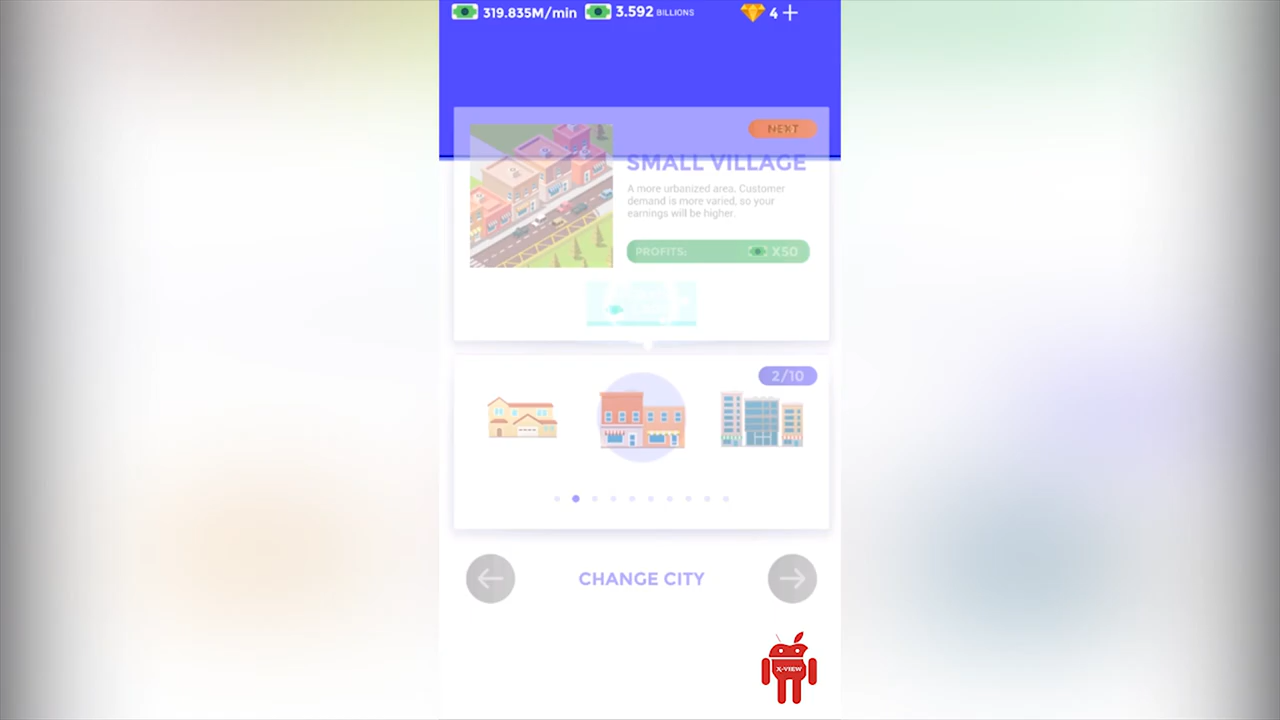 319.835M/min 3.592 BILLIONS 4
NEXT
SMALL VILLAGE
A more urbanized area. Customer
demand is more varied, so your
earnings will be higher.
PROFITS: X50
2/10
CHANGE CITY
X-VIEW